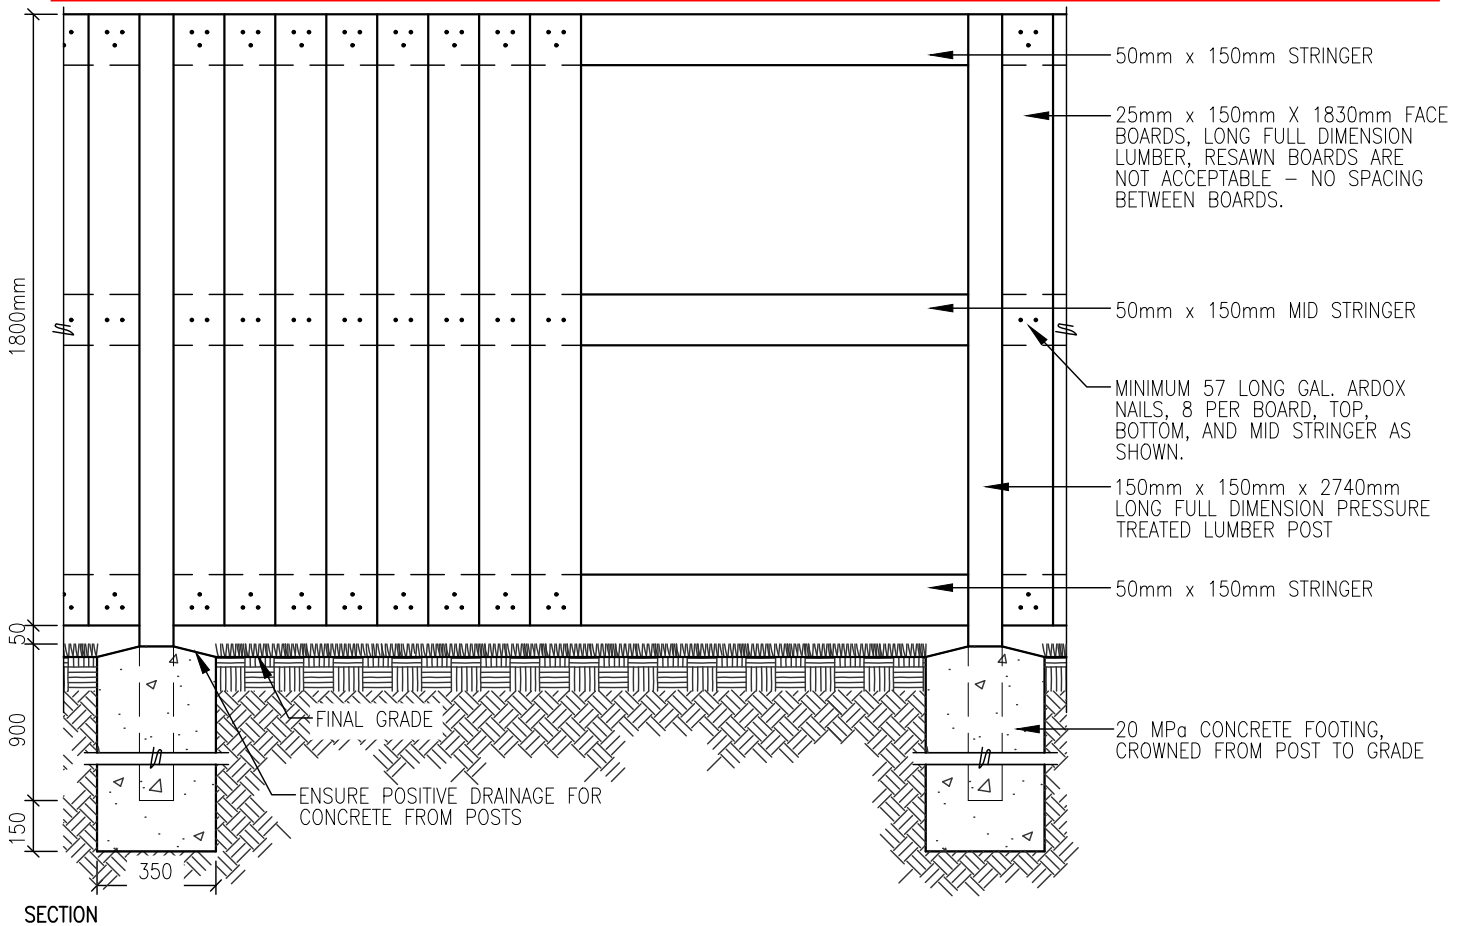 50mm x 150mm STRINGER
25mm x 150mm X 1830mm FACE
BOARDS, LONG FULL DIMENSION
LUMBER, RESAWN BOARDS ARE
NOT ACCEPTABLE – NO SPACING
BETWEEN BOARDS.
1800mm
50mm x 150mm MID STRINGER
MINIMUM 57 LONG GAL. ARDOX
NAILS, 8 PER BOARD, TOP,
BOTTOM, AND MID STRINGER AS
SHOWN.
150mm x 150mm x 2740mm
LONG FULL DIMENSION PRESSURE
TREATED LUMBER POST
50mm x 150mm STRINGER
50
900
FINAL GRADE
20 MPa CONCRETE FOOTING,
CROWNED FROM POST TO GRADE
ENSURE POSITIVE DRAINAGE FOR
CONCRETE FROM POSTS
150
350
SECTION